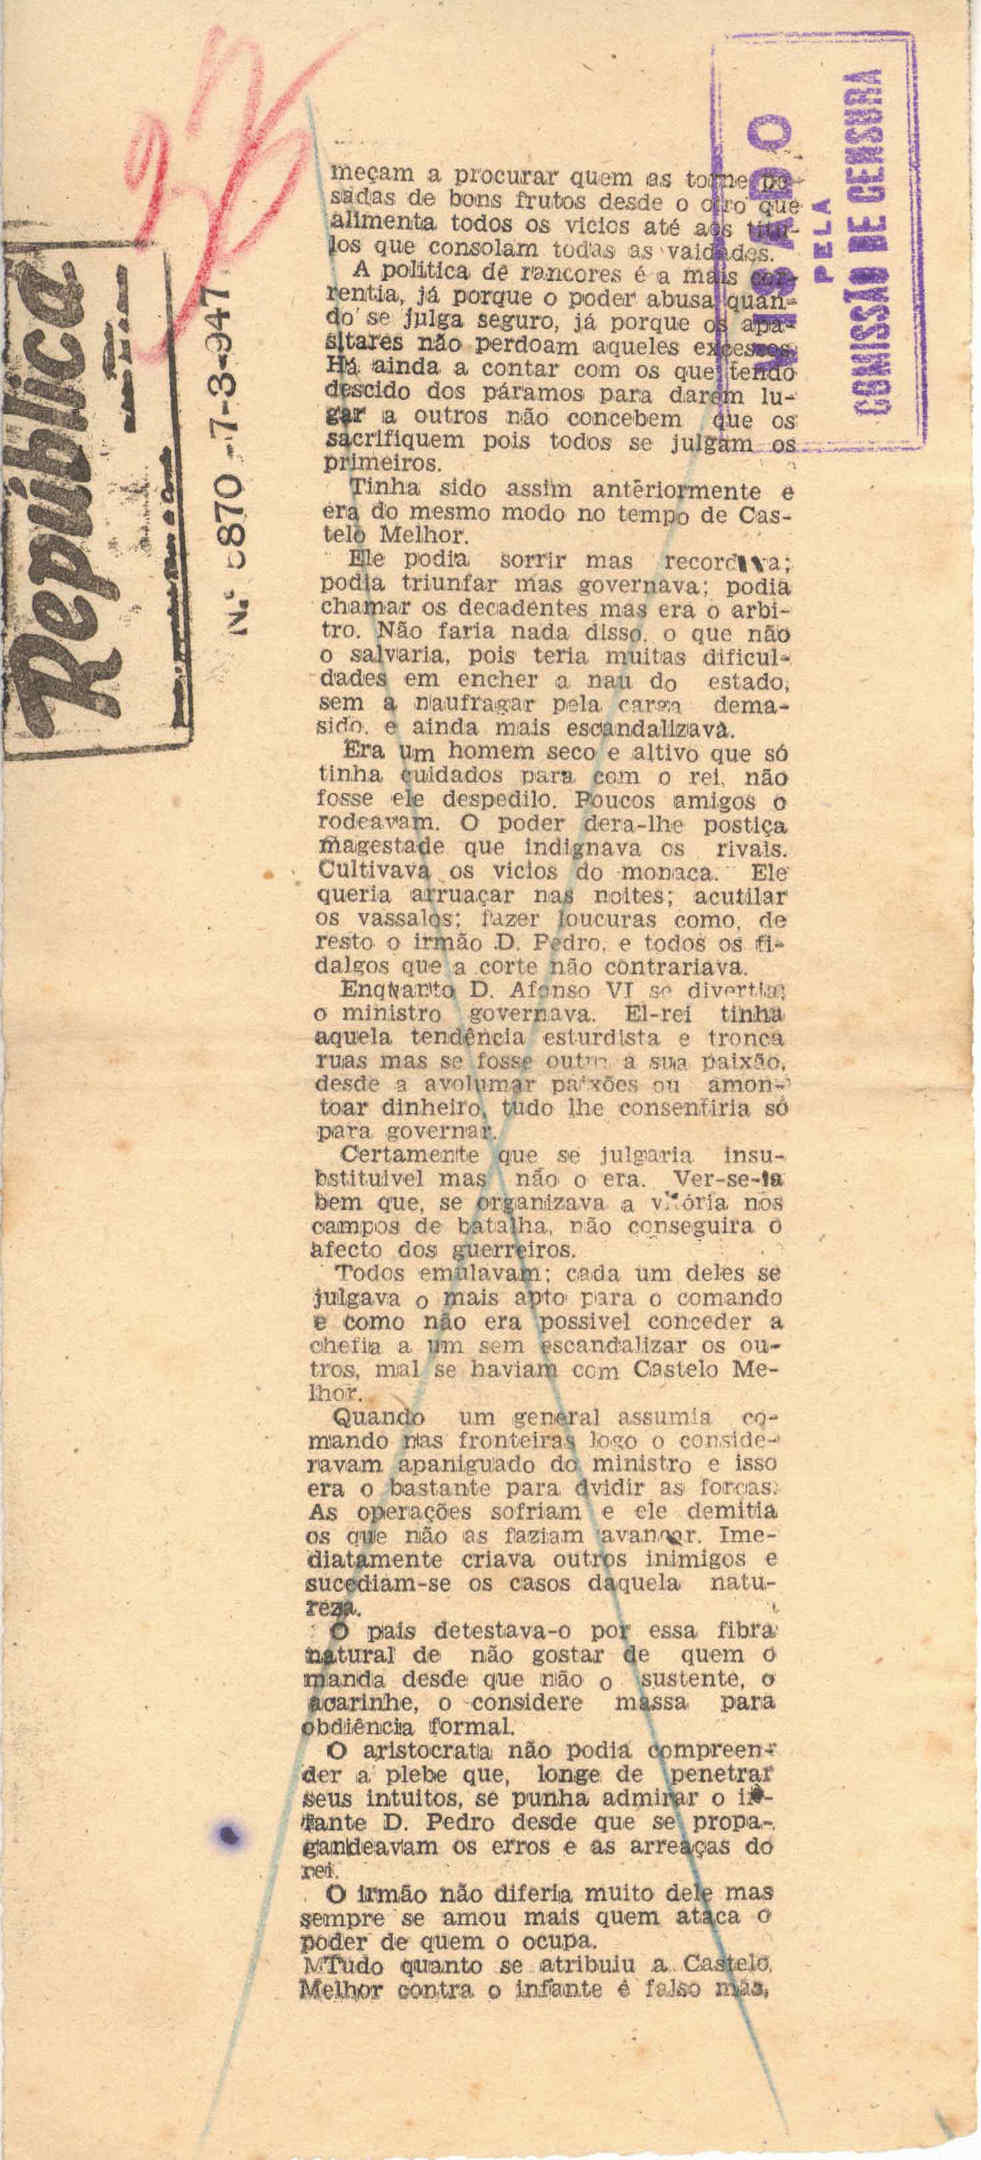 VISADO
PELA
COMISSÃO DE CENSURA
República
7-3-947
meçam a procurar quem as torne po-
sadas de bons frutos desde o oiro que
alimenta todos os vicios até aos titu-
los que consolam todas as vaidades.
A politica de rancores é a mais cor-
rentia, já porque o poder abusa quan-
do se julga seguro, já porque os apa-
sitares não perdoam aqueles excessos.
Há ainda a contar com os que tendo
descido dos páramos para darem lu-
gar a outros não concebem que os
sacrifiquem pois todos se julgam os
primeiros.
Tinha sido assim antèriormente e
era do mesmo modo no tempo de Cas-
telo Melhor.
Ele podia sorrir mas
podia triunfar mas governava; podia
chamar os decadentes mas era o arbi-
tro. Não faria nada disso, o que não
o salvaria, pois teria muitas dificul-
dades em encher a nau do estado,
sem a naufragar pela carga dema-
sido, e ainda mais escandalizava.
Era um homem seco e altivo que só
tinha cuidados para com o rei, não
fosse ele despedilo. Poucos amigos o
rodeavam. O poder dera-lhe postiça
magestade que indignava os rivais.
Cultivava os vicios do monaca. Ele
queria arruaçar nas noites; acutilar
os vassalos; fazer loucuras como, de
resto o irmão D. Pedro, e todos os fi-
dalgos que a corte não contrariava.
Enquanto D. Afonso VI se divertia;
o ministro governava. El-rei tinha
aquela tendência esturdista e tronca
ruas mas se fosse outra a sua paixão,
desde a avolumar paixões ou amon-
toar dinheiro, tudo lhe consentiria só
para governar.
Certamente que se julgaria insu-
bstituivel mas não o era. Ver-se-ia
bem que, se organizava a vitória nos
campos de batalha, não conseguira o
afecto dos guerreiros.
Todos emulavam; cada um deles se
julgava o mais apto para o comando
e como não era possivel conceder a
chefia a um sem escandalizar os ou-
tros, mal se haviam com Castelo Me-
lhor.
Quando um general assumia co-
mando nas fronteiras logo o conside-
ravam apaniguado do ministro e isso
era o bastante para dvidir as forças.
As operações sofriam e ele demitia
os que não as faziam avançar. Ime-
diatamente criava outros inimigos e
sucediam-se os casos daquela natu-
reza.
O pais detestava-o por essa fibra
natural de não gostar de quem o
manda desde que não o sustente, o
acarinhe, o considere massa para
obdiência formal.
O aristocrata não podia compreen-
der a plebe que, longe de penetrar
seus intuitos, se punha admirar o in-
fante D. Pedro desde que se propa-
gandeavam os erros e as arreaças do
rei.
O irmão não diferia muito dele mas
sempre se amou mais quem ataca o
poder de quem o ocupa.
MTudo quanto se atribuiu a Castelo
Melhor contra o infante é falso mas,